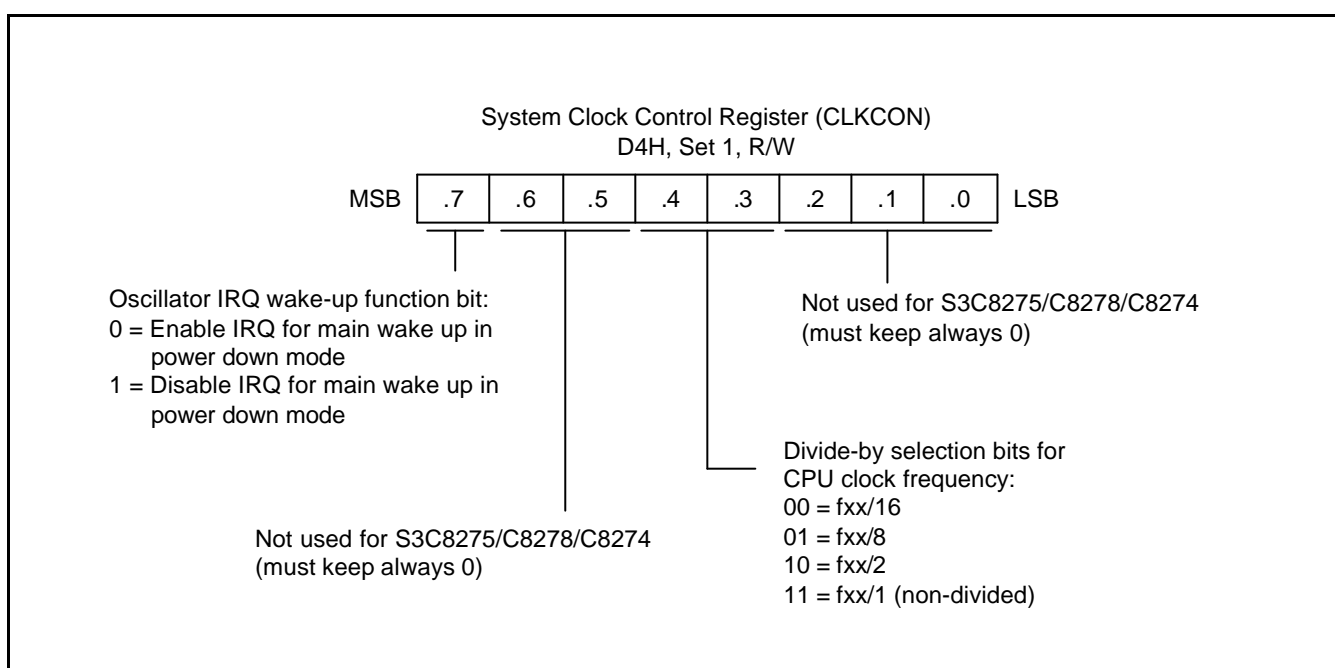 System Clock Control Register (CLKCON)
D4H, Set 1, R/W
MSB .7 .6 .5 .4 .3 .2 .1 .0 LSB
Oscillator IRQ wake-up function bit:
0 = Enable IRQ for main wake up in
power down mode
1 = Disable IRQ for main wake up in
power down mode
Not used for S3C8275/C8278/C8274
(must keep always 0)
Divide-by selection bits for
CPU clock frequency:
00 = fxx/16
01 = fxx/8
10 = fxx/2
11 = fxx/1 (non-divided)
Not used for S3C8275/C8278/C8274
(must keep always 0)